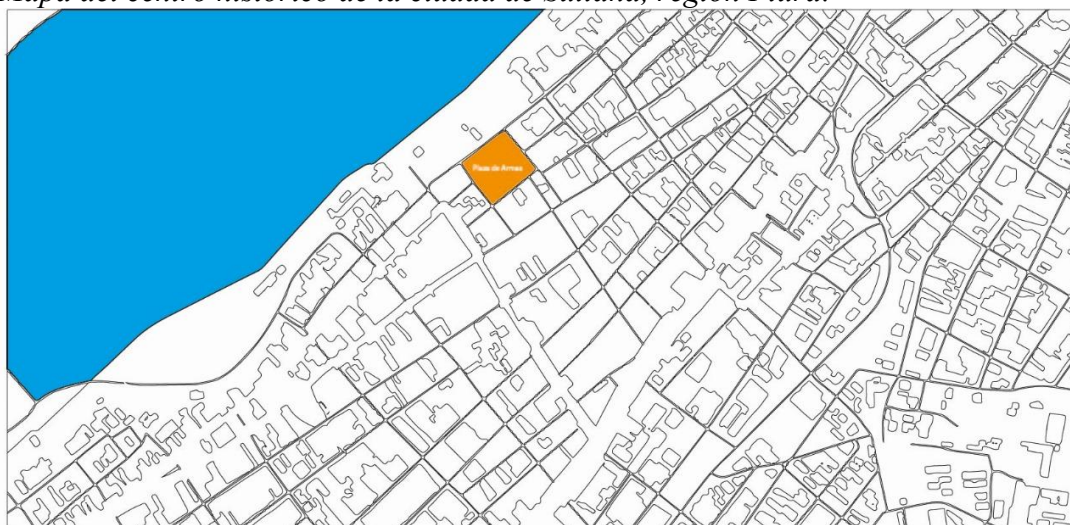 Mapa del centro histórico de la ciudad de Sullana, región Piura.
Plaza de Armas